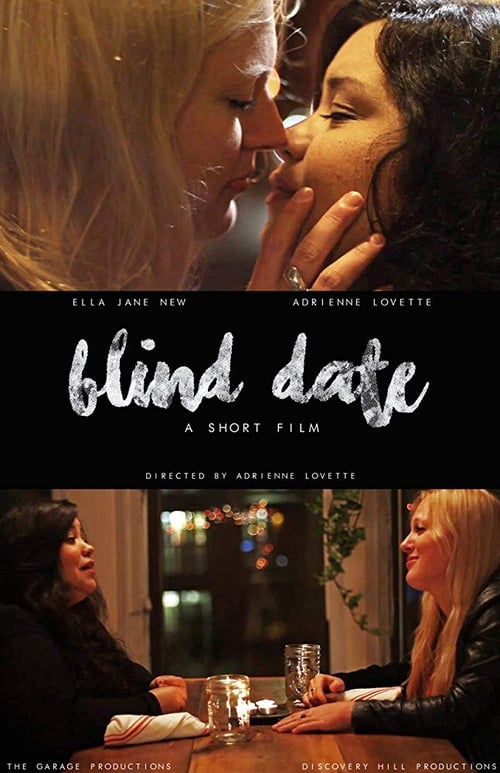 ELLA JANE NEW ADRIENNE LOVETTE
blind date
A SHORT FILM
DIRECTED BY ADRIENNE LOVETTE
THE GARAGE PRODUCTIONS DISCOVERY HILL PRODUCTIONS